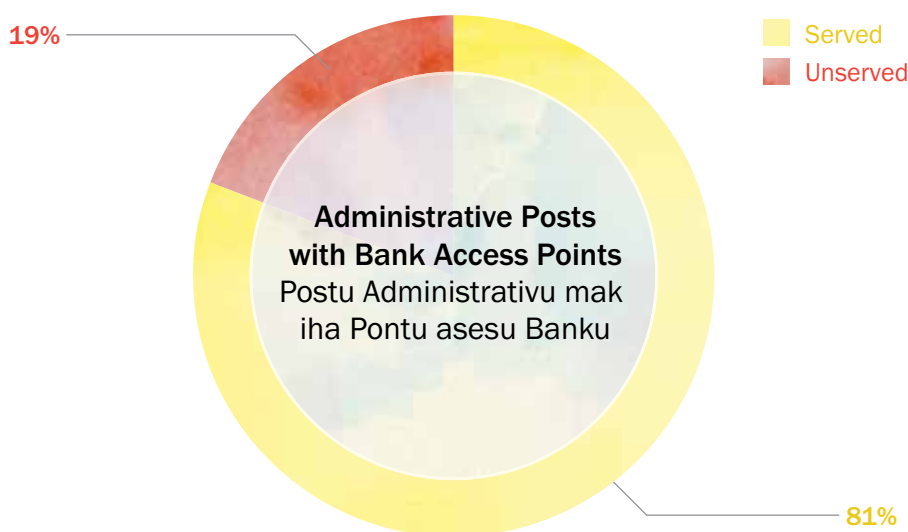 19%
Served
Unserved
Administrative Posts
with Bank Access Points
Postu Administrativu mak
iha Pontu asesu Banku
81%